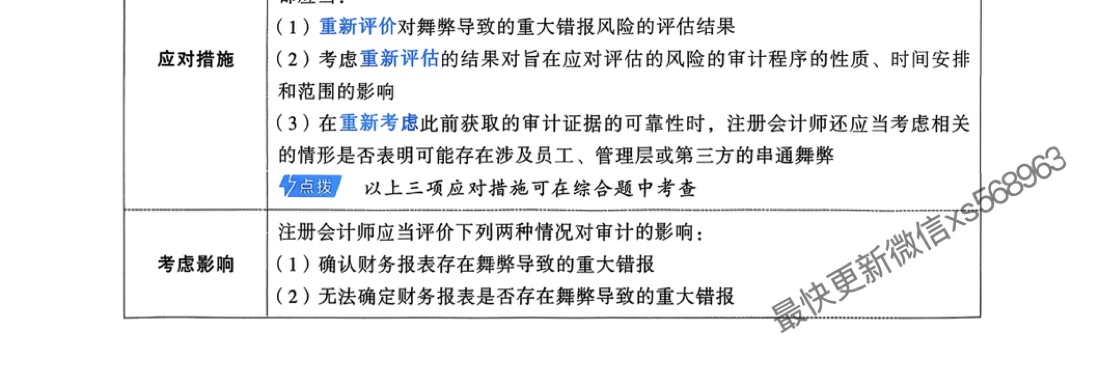 (1)重新评价对舞弊导致的重大错报风险的评估结果
应对措施
(2)考虑重新评估的结果对旨在应对评估的风险的审计程序的性质、时间安排
和范围的影响
(3)在重新考虑此前获取的审计证据的可靠性时，注册会计师还应当考虑相关
的情形是否表明可能存在涉及员工、管理层或第三方的串通舞弊
点拨 以上三项应对措施可在综合题中考查
注册会计师应当评价下列两种情况对审计的影响：
考虑影响
(1)确认财务报表存在舞弊导致的重大错报
(2)无法确定财务报表是否存在舞弊导致的重大错报
最快更新微信xs568963